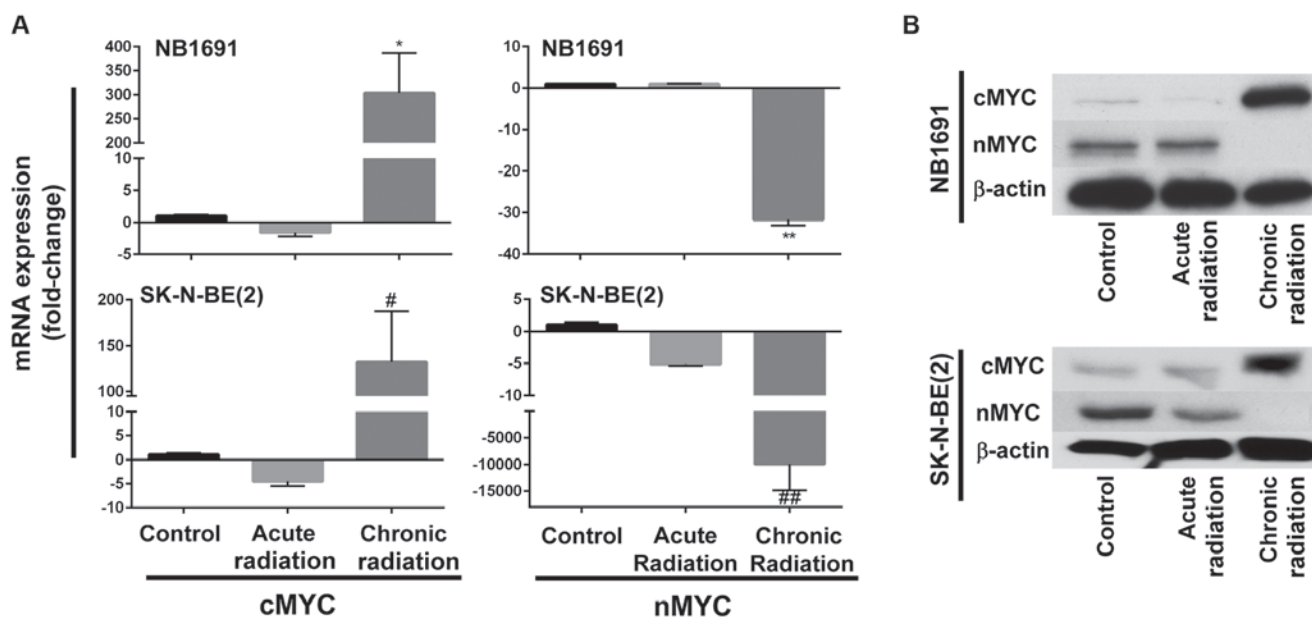 A
mRNA expression
(fold-change)
NB1691
400
350
300
250
200
10
5
0
-5
*
NB1691
10
0
-10
-20
-30
-40
**
SK-N-BE(2)
200
150
100
10
5
0
-5
-10
#
SK-N-BE(2)
5
0
-5
-10
-5000
-10000
-15000
##
Control
Acute
radiation
Chronic
radiation
cMYC
Control
Acute
Radiation
Chronic
Radiation
nMYC
B
NB1691
cMYC
nMYC
β-actin
Control
Acute
radiation
Chronic
radiation
SK-N-BE(2)
cMYC
nMYC
β-actin
Control
Acute
radiation
Chronic
radiation